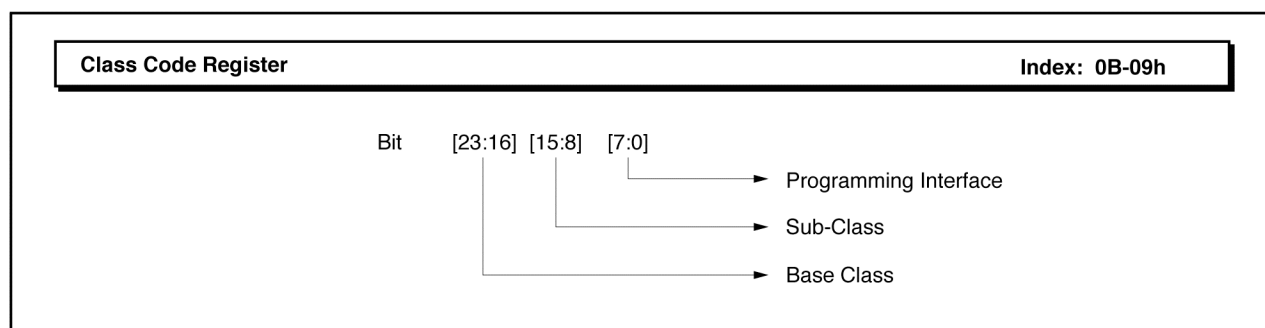 Class Code Register Index: 0B-09h
Bit [23:16] [15:8] [7:0]
Programming Interface
Sub-Class
Base Class